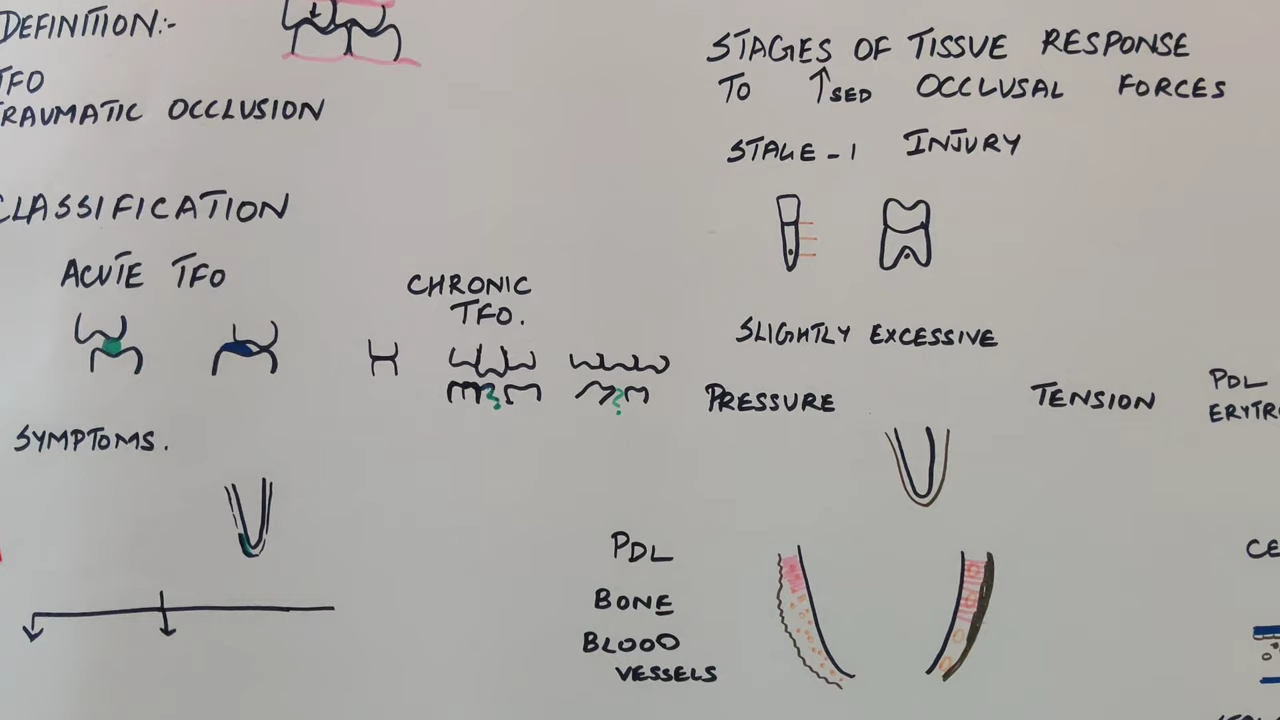 DEFINITION:-
TFO
TRAUMATIC OCCLUSION
CLASSIFICATION
ACUTE TFO
CHRONIC
TFO.
SYMPTOMS.
STAGES OF TISSUE RESPONSE
TO ↑SED OCCLUSAL FORCES
STAGE-1 INJURY
SLIGHTLY EXCESSIVE
PRESSURE
TENSION
PDL
ERYTR
PDL
BONE
BLOOD
VESSELS
CE